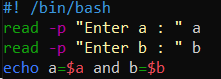 #! /bin/bash
read -p "Enter a : " a
read -p "Enter b : " b
echo a=$a and b=$b